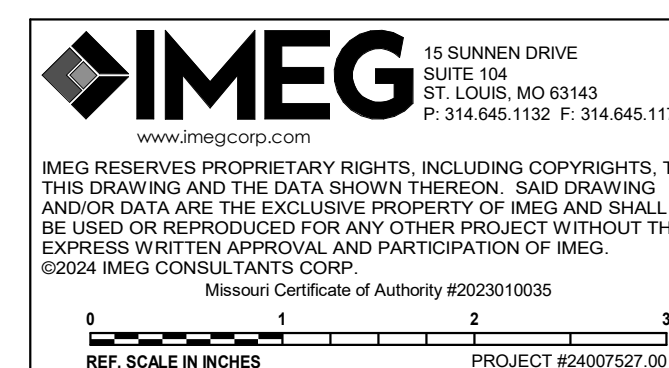 IMEG
15 SUNNEN DRIVE
SUITE 104
ST. LOUIS, MO 63143
P: 314.645.1132 F:
www.imegcorp.com
IMEG RESERVES PROPRIETARY RIGHTS, INCLUDING COPYRIGHTS,
THIS DRAWING AND THE DATA SHOWN THEREON. SAID DRAWING
AND/OR DATA ARE THE EXCLUSIVE PROPERTY OF IMEG AND SHALL
BE USED OR REPRODUCED FOR ANY OTHER PROJECT WITHOUT
EXPRESS WRITTEN APPROVAL AND PARTICIPATION OF IMEG.
©2024 IMEG CONSULTANTS CORP.
Missouri Certificate of Authority #2023010035
0 1 2 3
REF. SCALE IN INCHES PROJECT #24007527.00